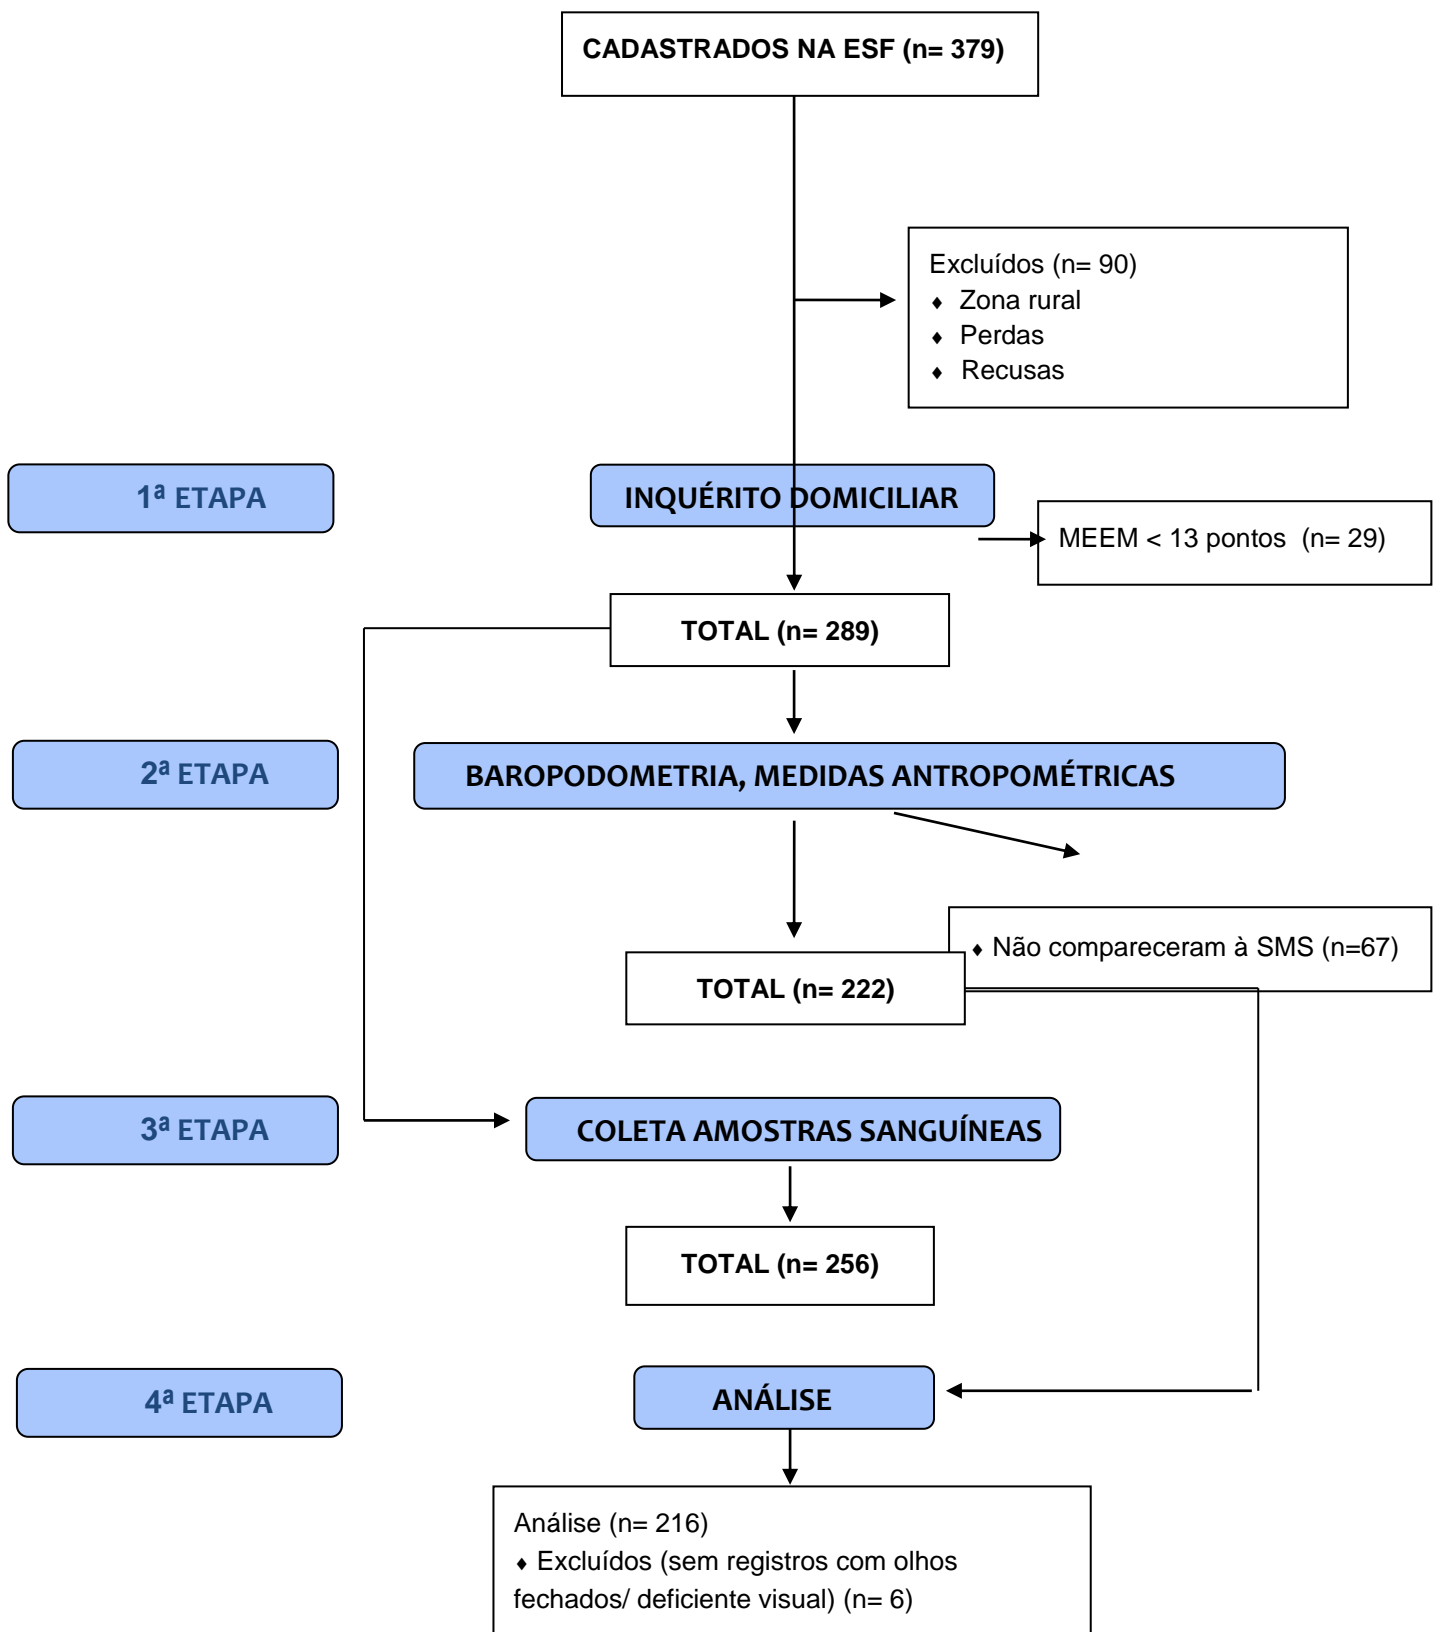 CADASTRADOS NA ESF (n= 379)
Excluídos (n= 90)
♦ Zona rural
♦ Perdas
♦ Recusas
1ª ETAPA
INQUÉRITO DOMICILIAR
MEEM < 13 pontos (n= 29)
TOTAL (n= 289)
2ª ETAPA
BAROPODOMETRIA, MEDIDAS ANTROPOMÉTRICAS
♦ Não compareceram à SMS (n=67)
TOTAL (n= 222)
3ª ETAPA
COLETA AMOSTRAS SANGUÍNEAS
TOTAL (n= 256)
4ª ETAPA
ANÁLISE
Análise (n= 216)
♦ Excluídos (sem registros com olhos
fechados/ deficiente visual) (n= 6)